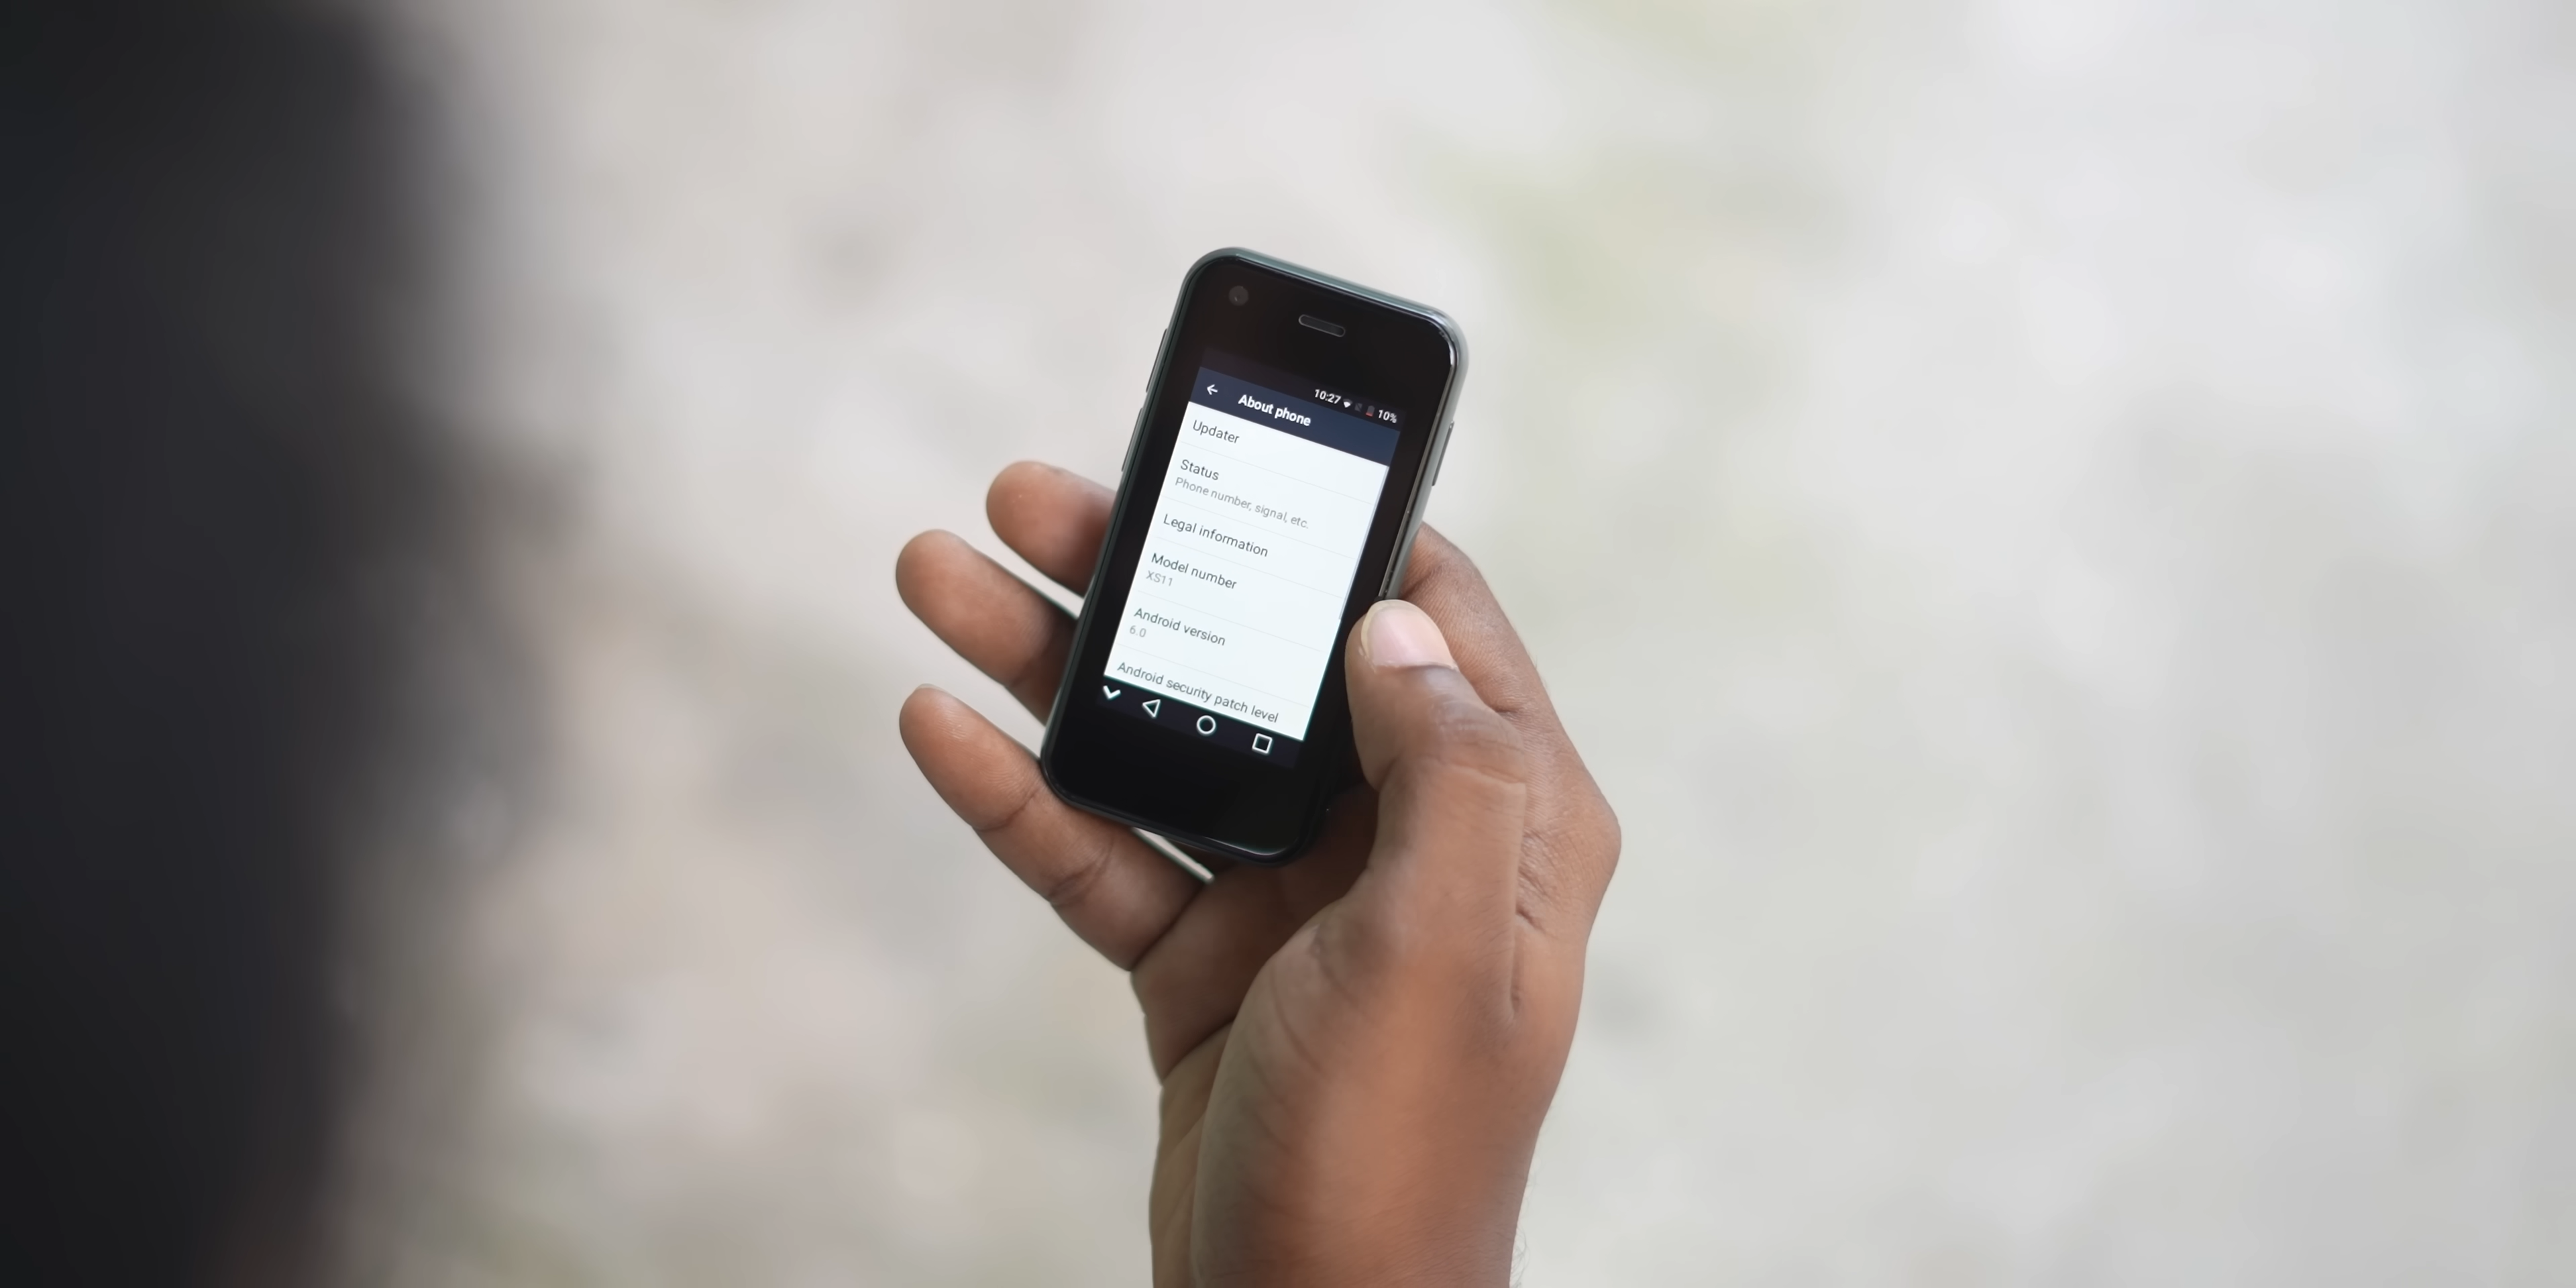 10:27 10%
About phone
Updater
Status
Phone number, signal, etc.
Legal information
Model number
XS11
Android version
6.0
Android security patch level